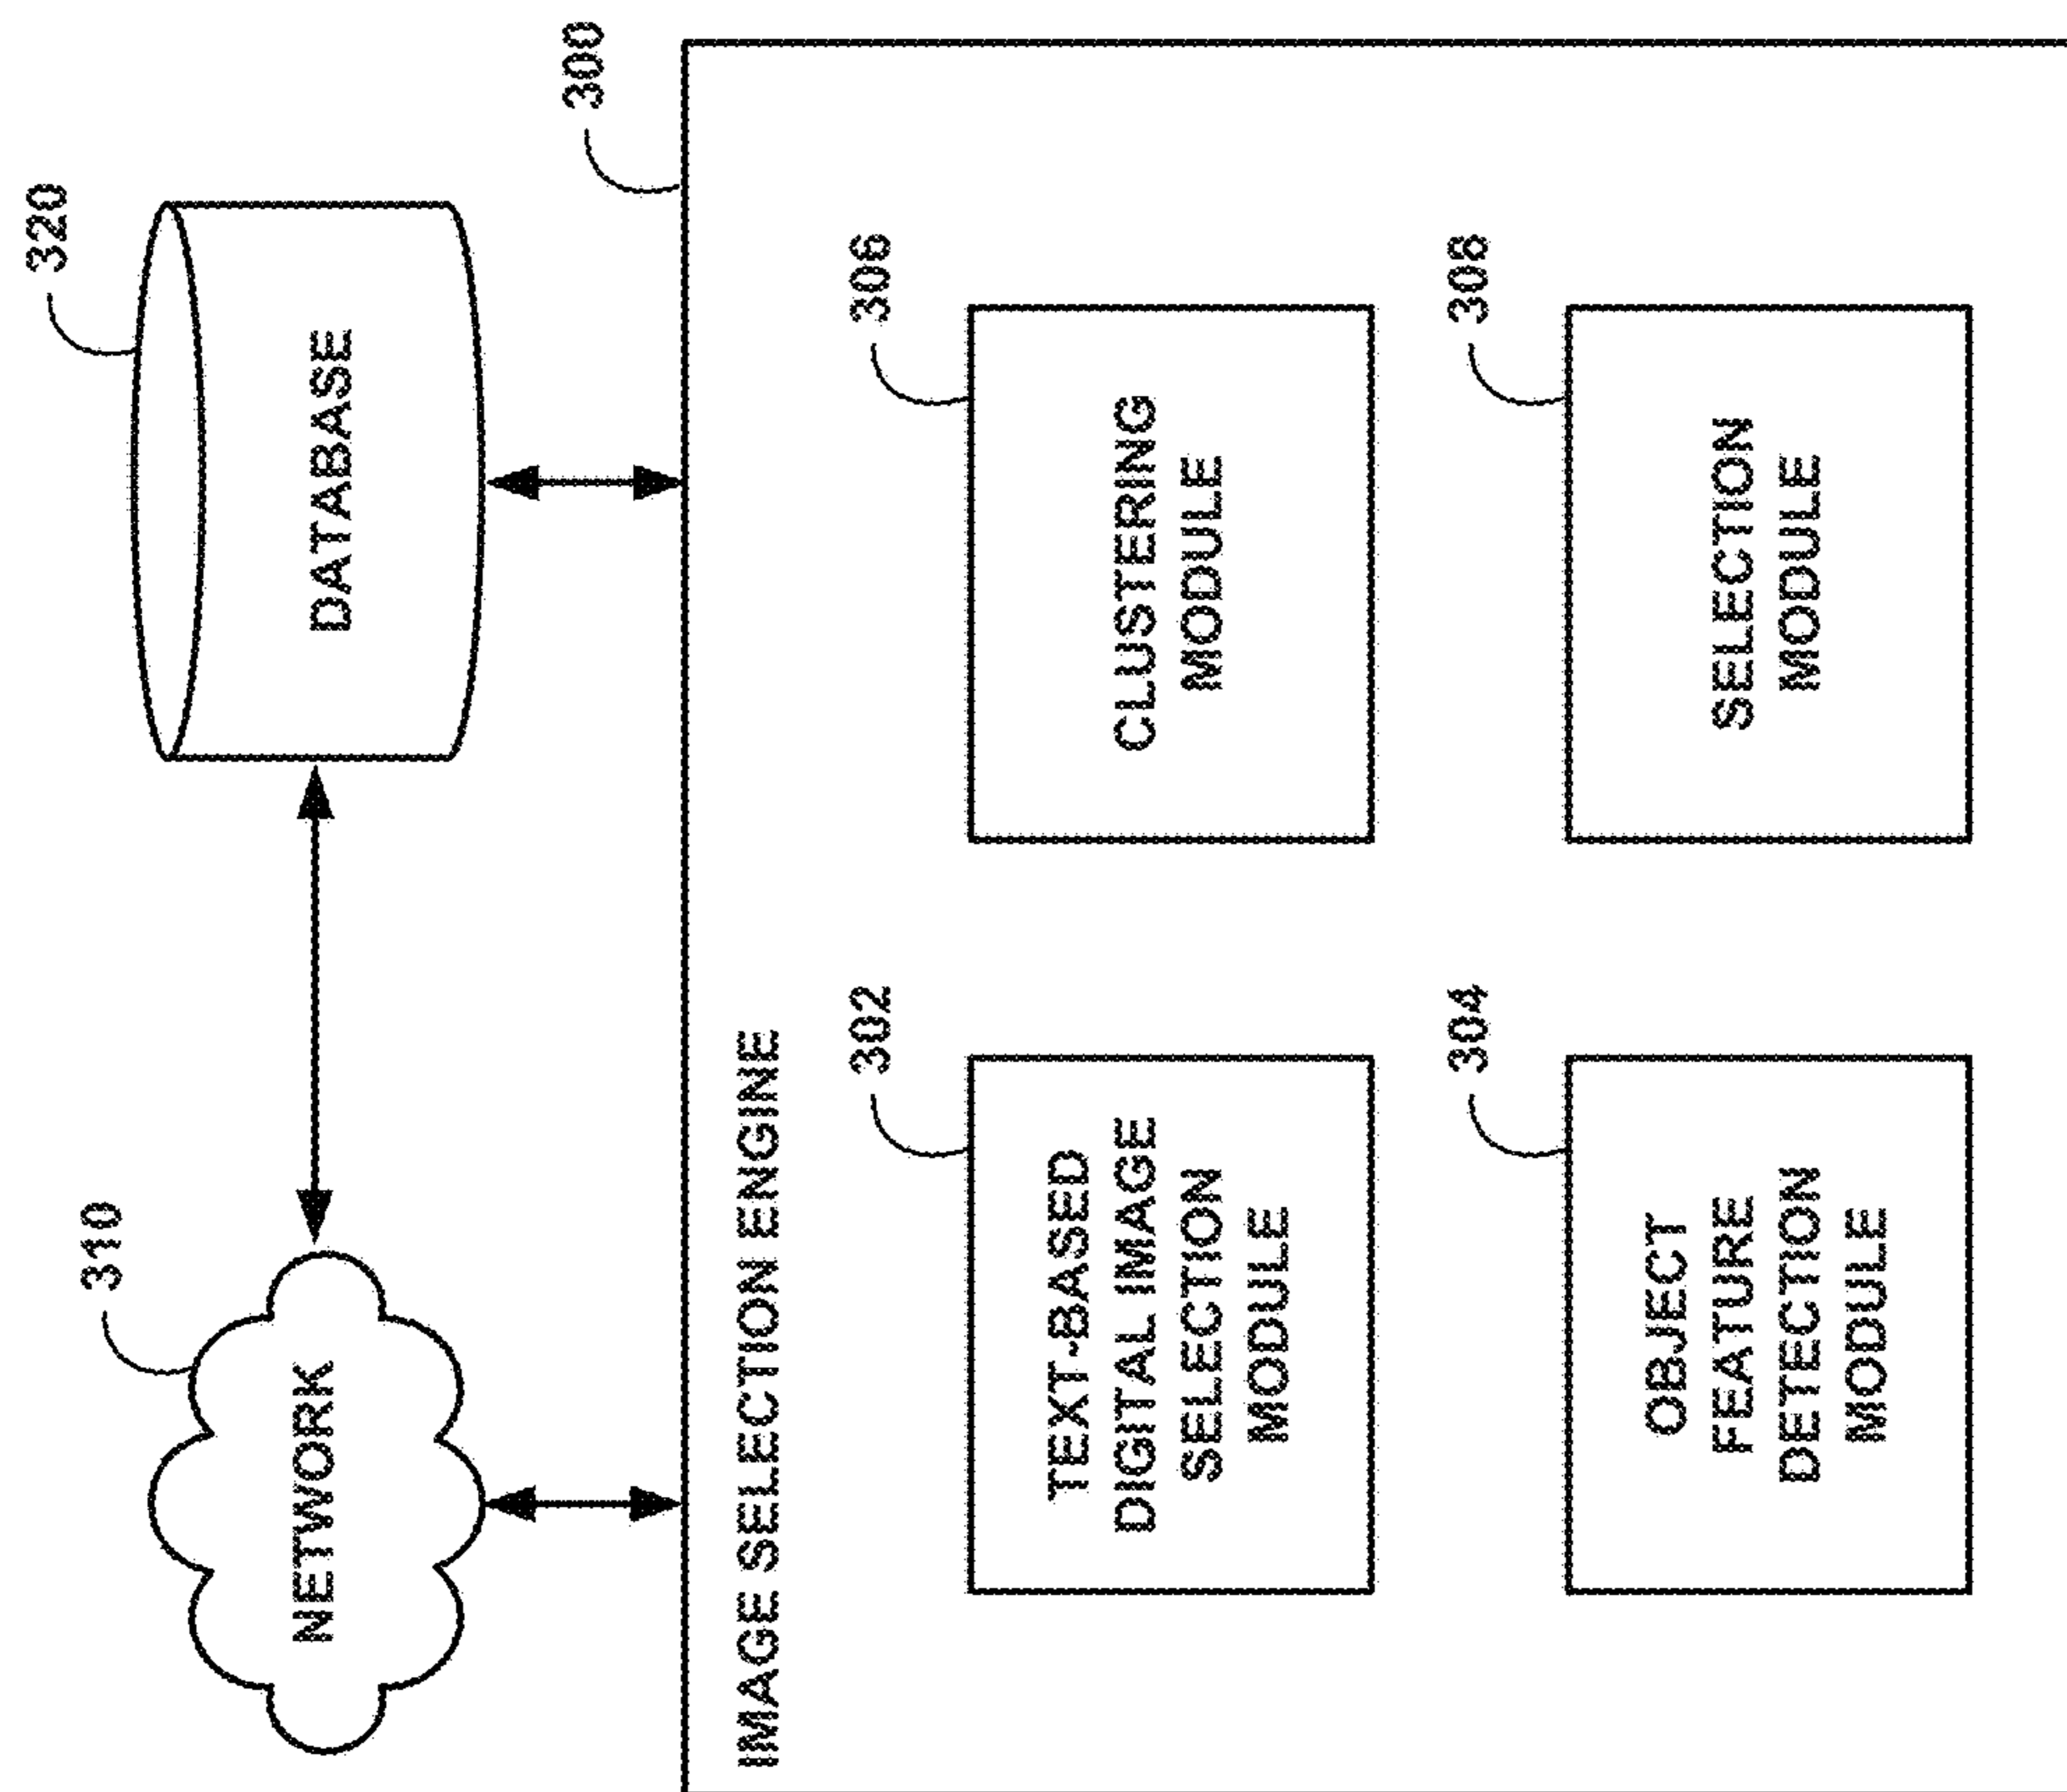 310
NETWORK
320
DATABASE
300
IMAGE SELECTION ENGINE
302
TEXT-BASED
DIGITAL IMAGE
SELECTION
MODULE
306
CLUSTERING
MODULE
304
OBJECT
FEATURE
DETECTION
MODULE
308
SELECTION
MODULE